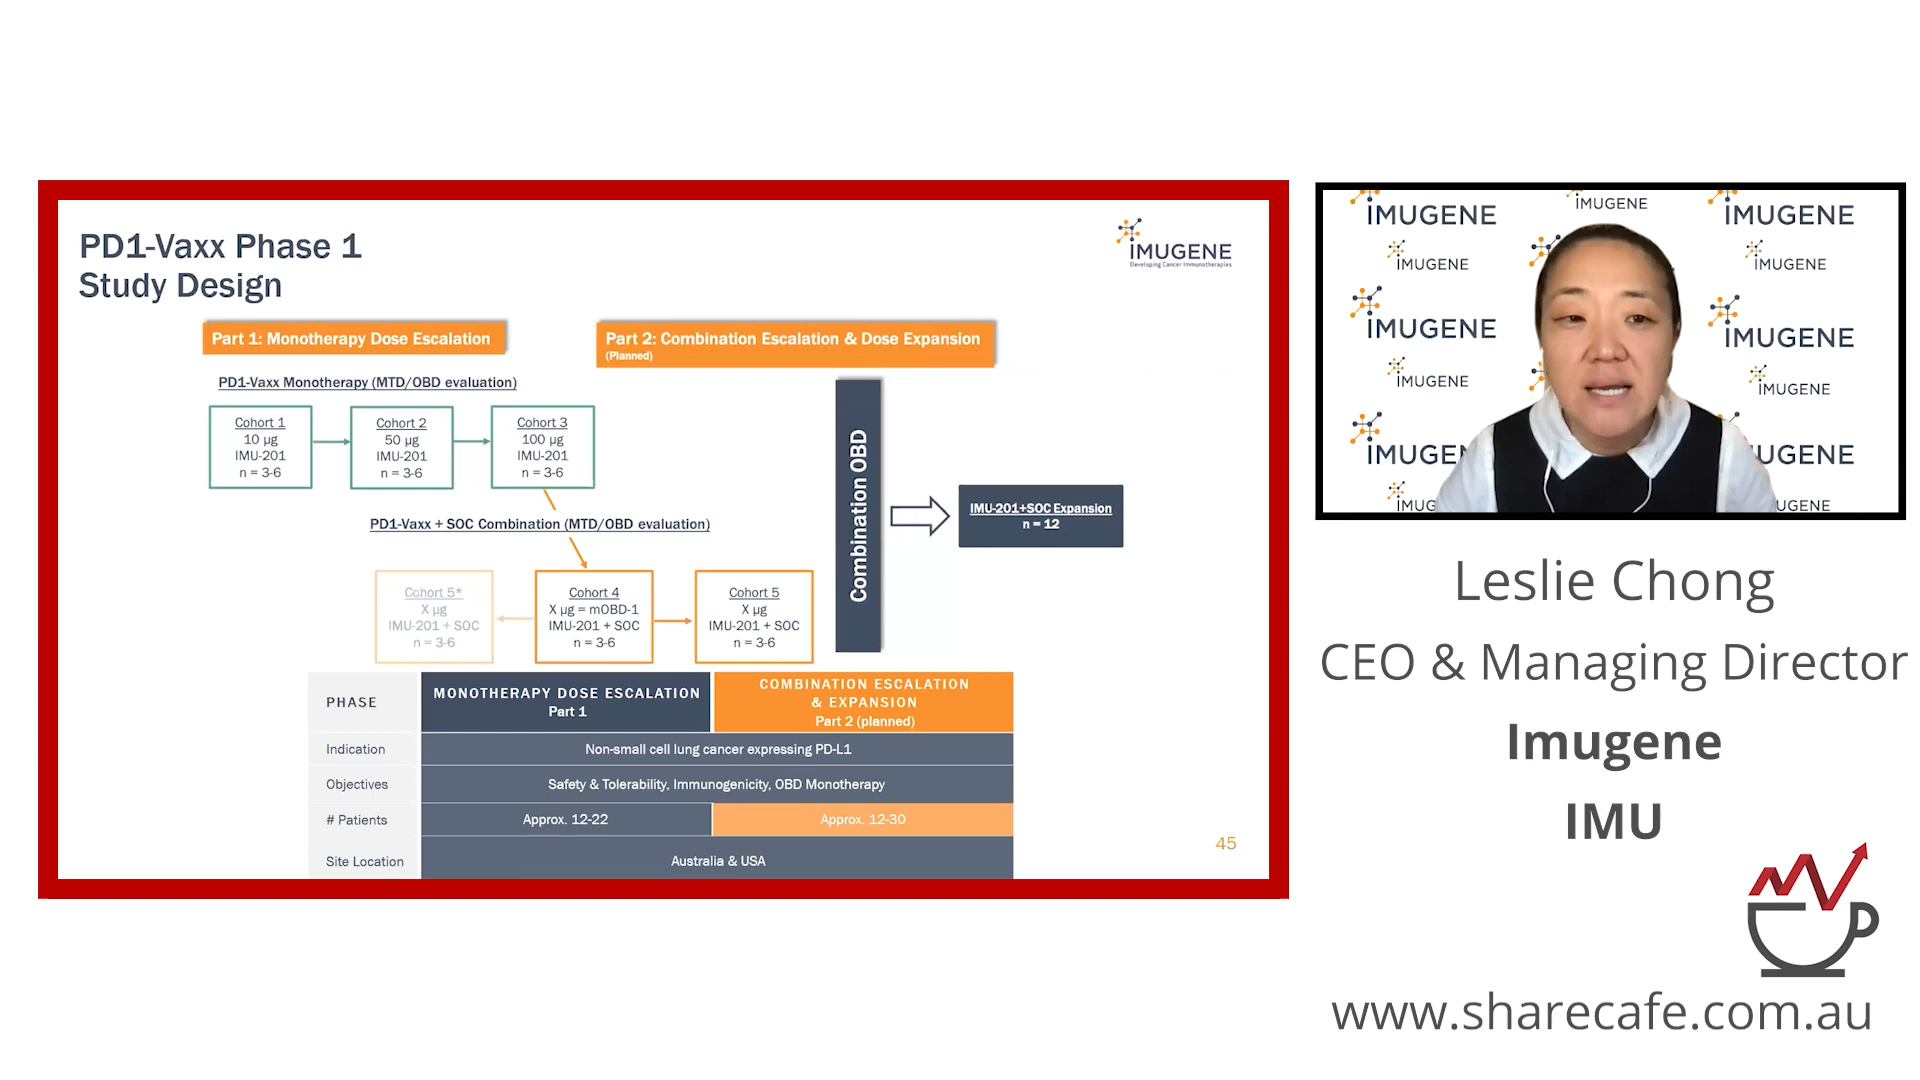 PD1-Vaxx Phase 1
Study Design
IMUGENE
Developing Cancer Immunotherapies
Part 1: Monotherapy Dose Escalation
Part 2: Combination Escalation & Dose Expansion
(Planned)
PD1-Vaxx Monotherapy (MTD/OBD evaluation)
Cohort 1
10 µg
IMU-201
n = 3-6
Cohort 2
50 µg
IMU-201
n = 3-6
Cohort 3
100 µg
IMU-201
n = 3-6
PD1-Vaxx + SOC Combination (MTD/OBD evaluation)
Cohort 5*
X µg
IMU-201 + SOC
n = 3-6
Cohort 4
X µg = mOBD-1
IMU-201 + SOC
n = 3-6
Cohort 5
X µg
IMU-201 + SOC
n = 3-6
Combination OBD
IMU-201+SOC Expansion
n = 12
PHASE
MONOTHERAPY DOSE ESCALATION
Part 1
COMBINATION ESCALATION
& EXPANSION
Part 2 (planned)
Indication
Non-small cell lung cancer expressing PD-L1
Objectives
Safety & Tolerability, Immunogenicity, OBD Monotherapy
# Patients
Approx. 12-22
Approx. 12-30
Site Location
Australia & USA
45
IMUGENE
IMUGENE
IMUGENE
IMUGENE
IMUGENE
IMUGENE
IMUGENE
IMUGENE
IMUGENE
IMUGE
UGENE
IMUG
UGENE
Leslie Chong
CEO & Managing Director
Imugene
IMU
www.sharecafe.com.au